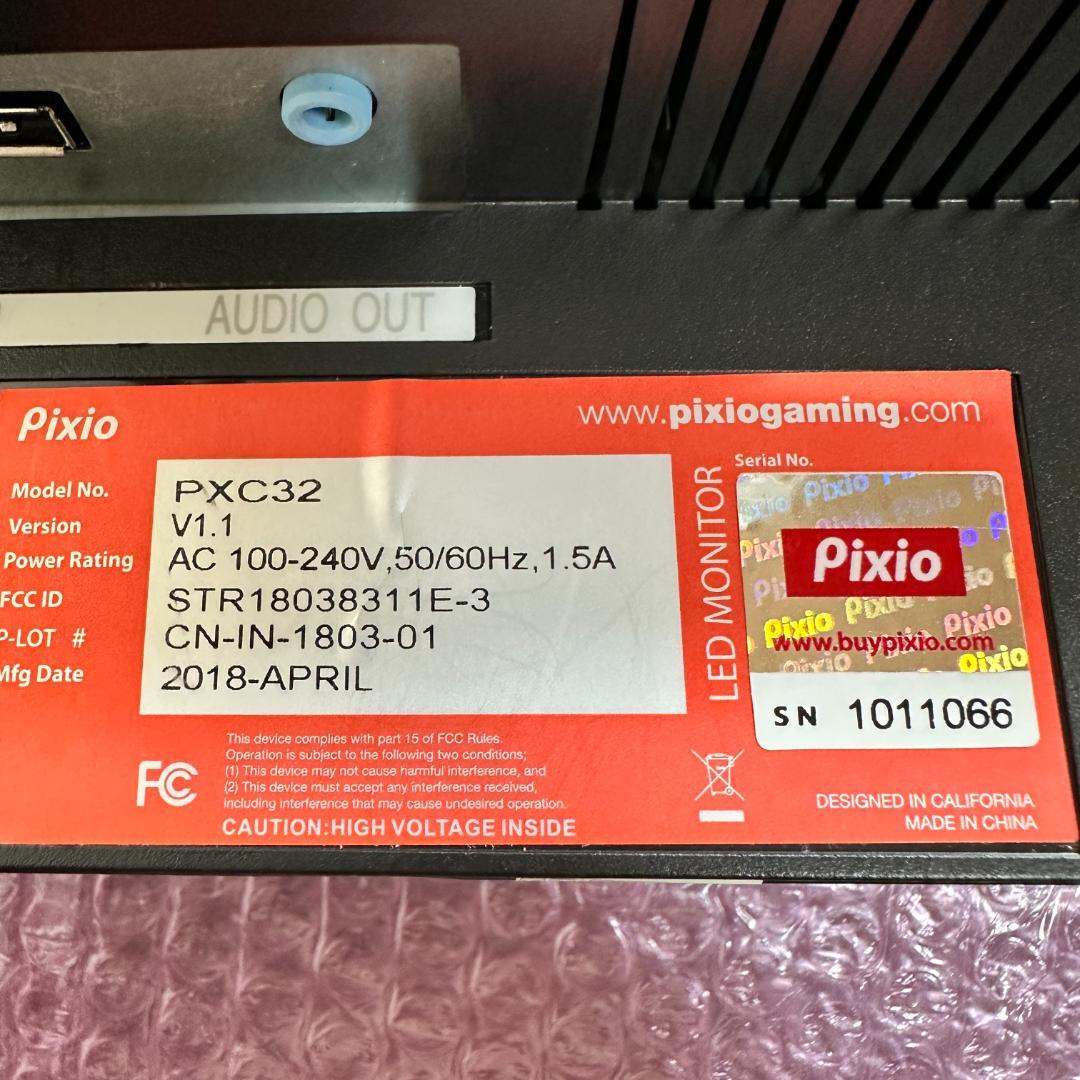 AUDIO OUT
Pixio
www.pixiogaming.com
Model No. PXC32
Version V1.1
Power Rating AC 100-240V,50/60Hz,1.5A
FCC ID STR18038311E-3
P-LOT # CN-IN-1803-01
Mfg Date 2018-APRIL
LED MONITOR
Serial No.
Pixio
www.buypixio.com
SN 1011066
FC
This device complies with part 15 of FCC Rules.
Operation is subject to the following two conditions;
(1) This device may not cause harmful interference, and
(2) This device must accept any interference received,
including interference that may cause undesired operation.
CAUTION:HIGH VOLTAGE INSIDE
DESIGNED IN CALIFORNIA
MADE IN CHINA